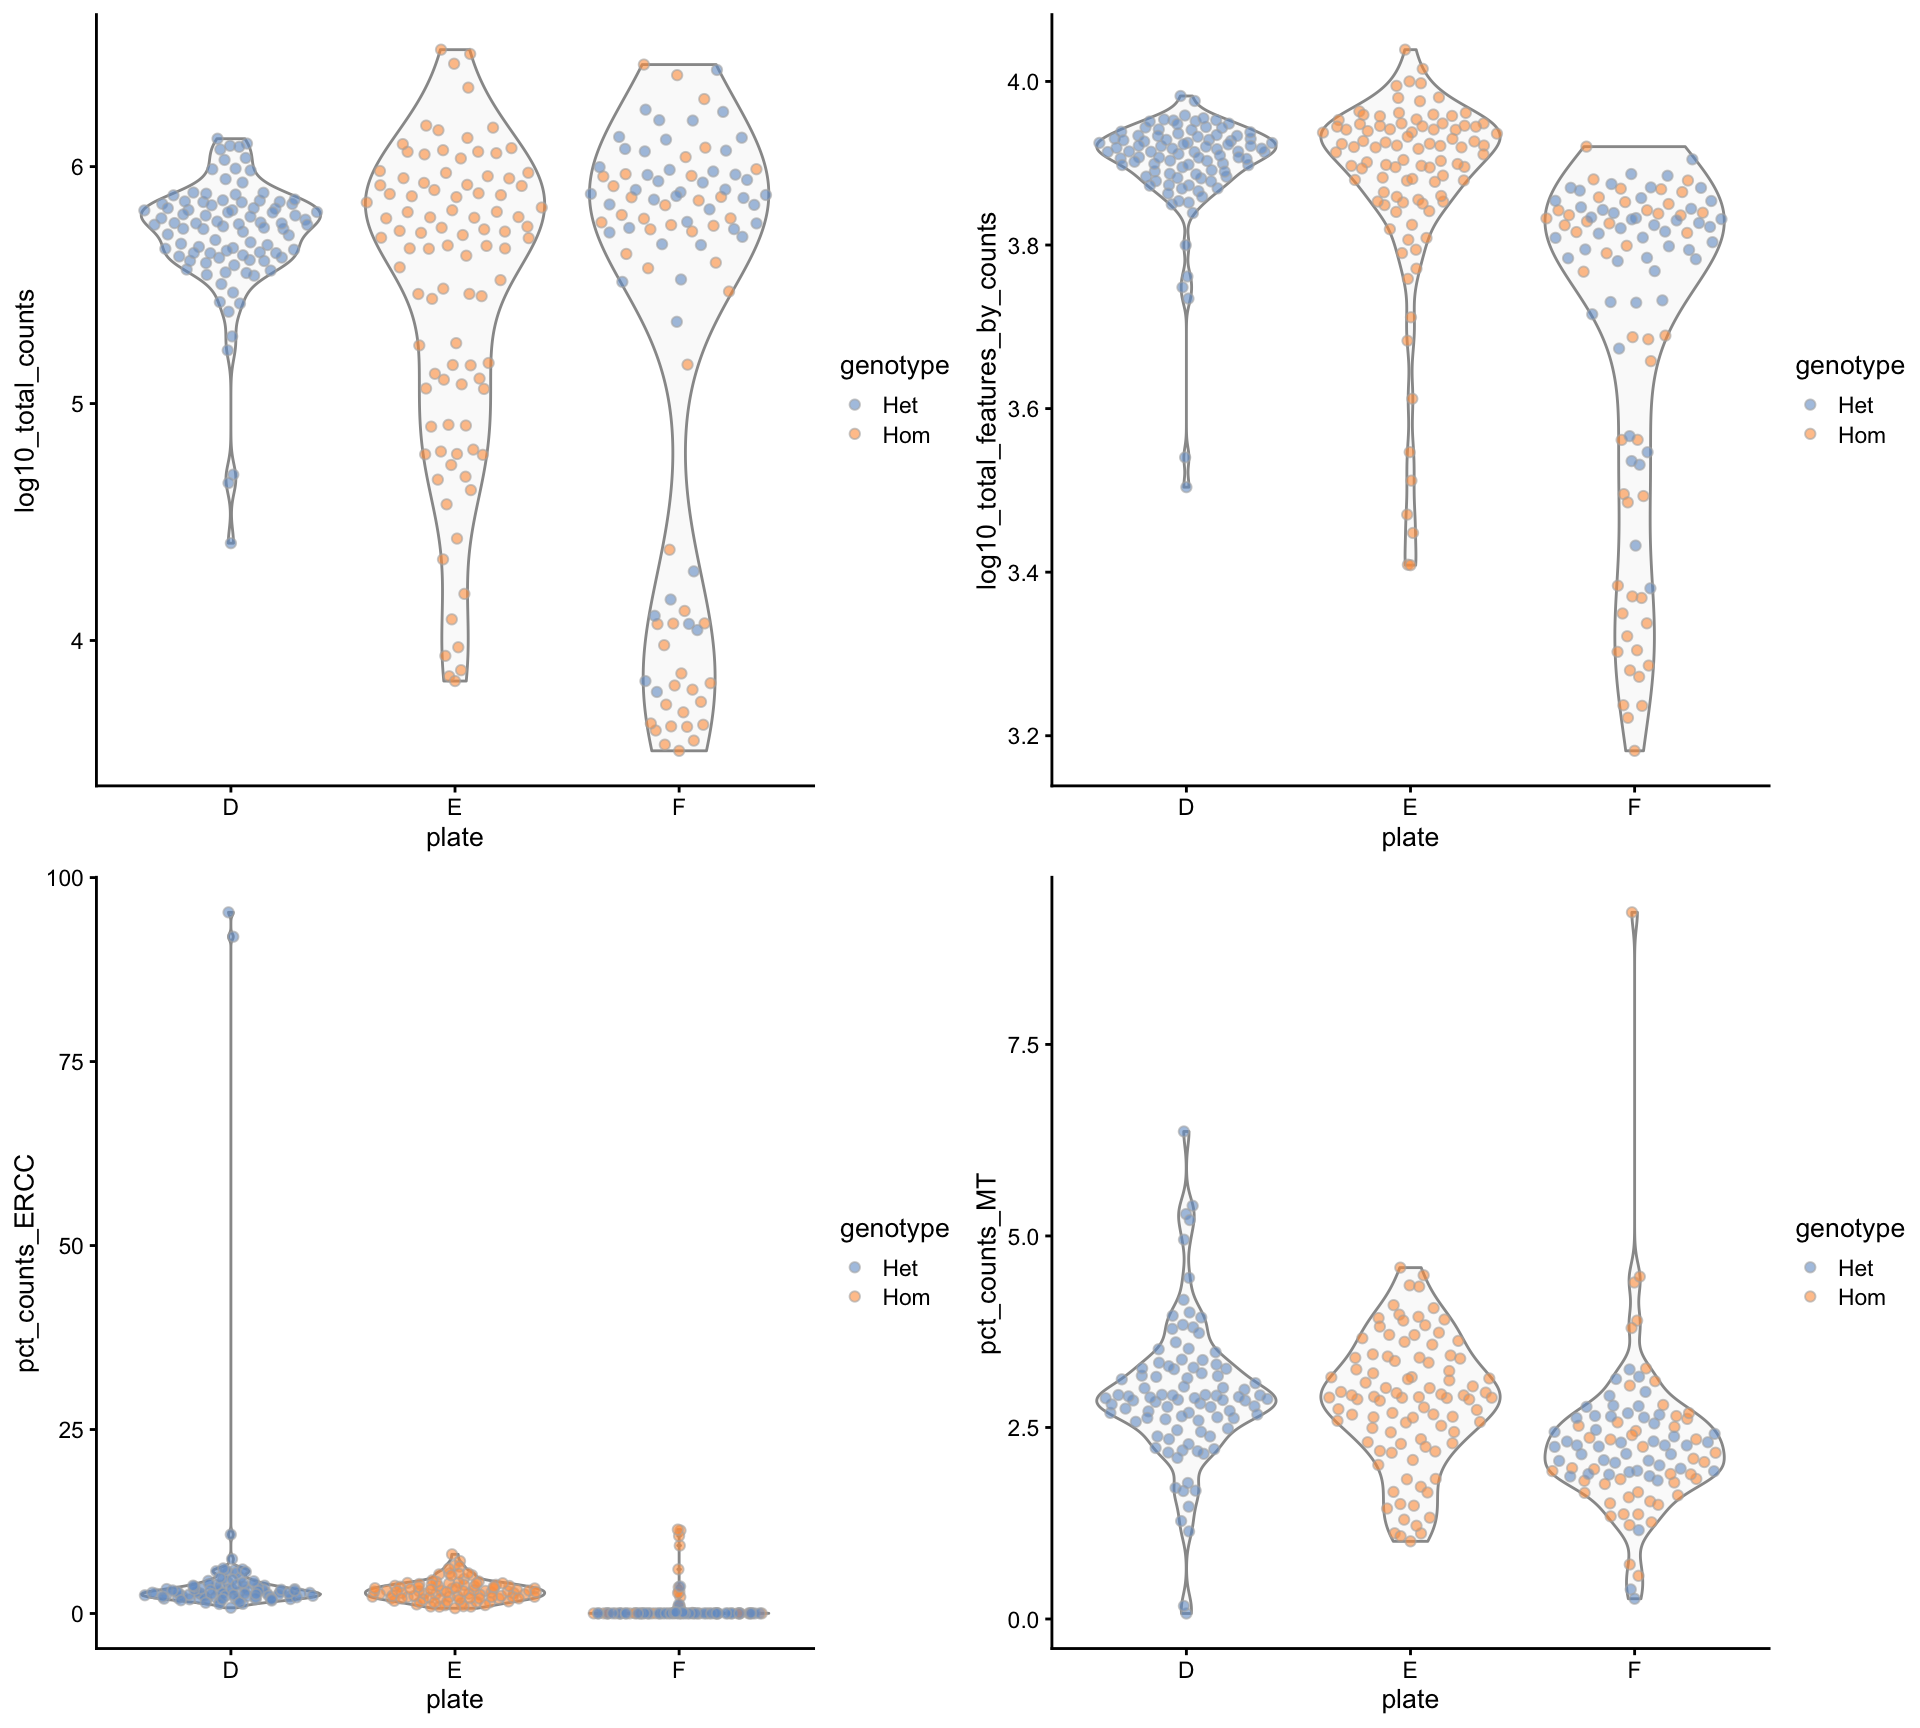 log10_total_counts
6
5
4
D E F
plate
genotype
Het
Hom
log10_total_features_by_counts
4.0
3.8
3.6
3.4
3.2
D E F
plate
genotype
Het
Hom
pct_counts_ERCC
100
75
50
25
0
D E F
plate
genotype
Het
Hom
pct_counts_MT
7.5
5.0
2.5
0.0
D E F
plate
genotype
Het
Hom